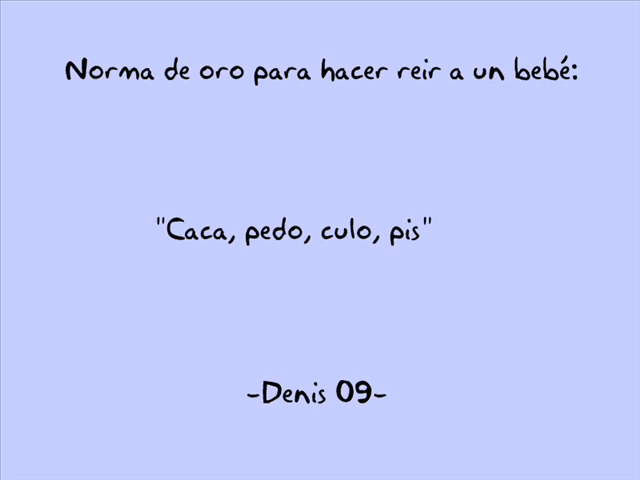 Norma de oro para hacer reir a un bebé:
"Caca, pedo, culo, pis"
-Denis 09-